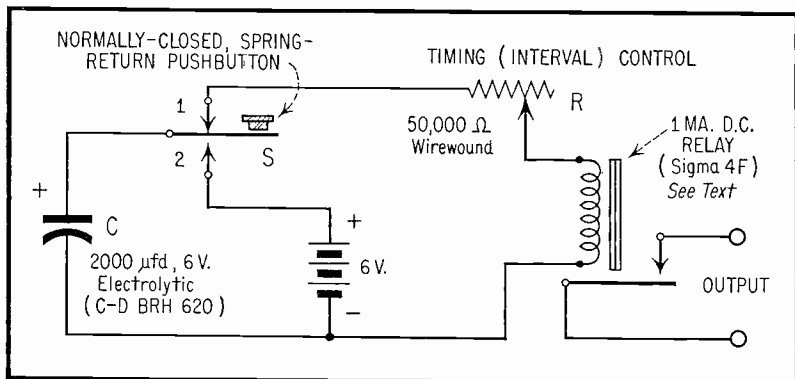 NORMALLY-CLOSED, SPRING-
RETURN PUSHBUTTON
TIMING (INTERVAL) CONTROL
1
R
50,000 Ω
Wirewound
1 MA. D.C.
RELAY
(Sigma 4F)
See Text
2
S
+
C
2000 μfd, 6 V.
Electrolytic
(C-D BRH 620)
+
6 V.
−
OUTPUT